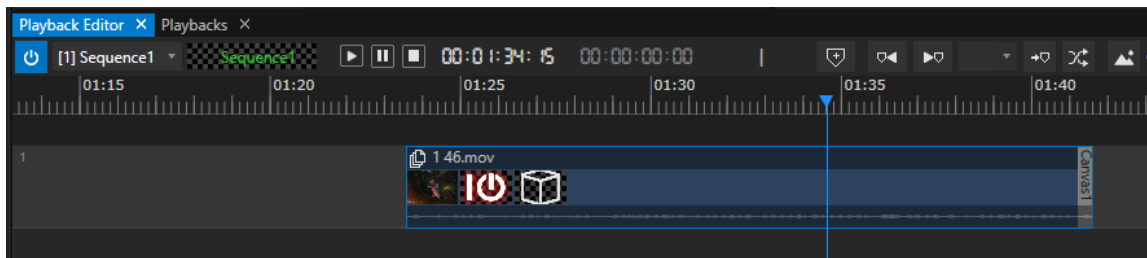 Playback Editor × Playbacks ×
[1] Sequence1 Sequence1 00:01:34:15 00:00:00:00
01:15 01:20 01:25 01:30 01:35 01:40
1 1 46.mov
Canvas1